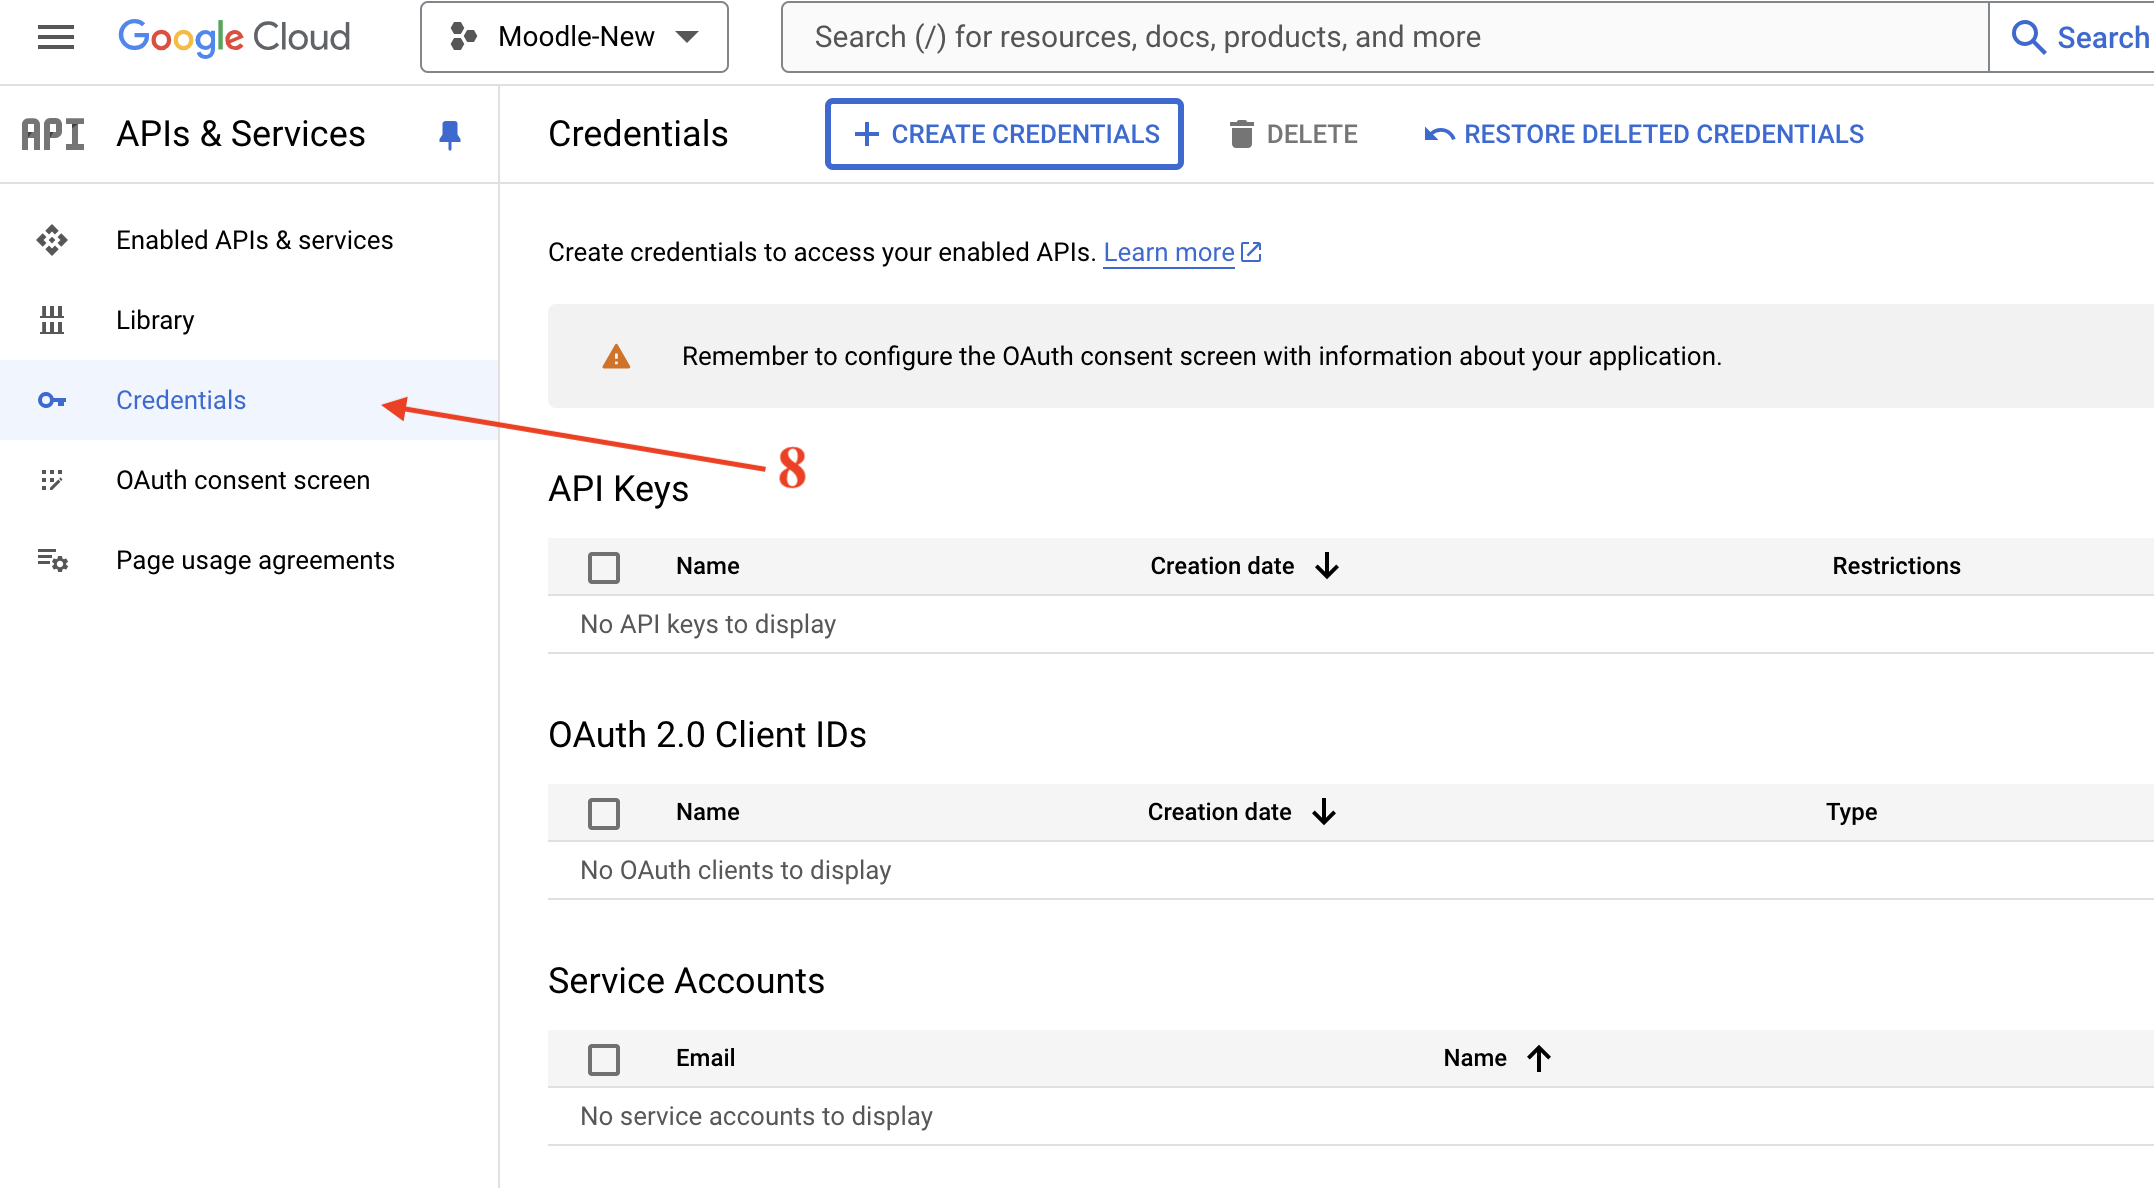 Google Cloud
Moodle-New
Search (/) for resources, docs, products, and more
Search
API
APIs & Services
Credentials
CREATE CREDENTIALS
DELETE
RESTORE DELETED CREDENTIALS
Enabled APIs & services
Library
Credentials
OAuth consent screen
Page usage agreements
Create credentials to access your enabled APIs. Learn more
Remember to configure the OAuth consent screen with information about your application.
8
API Keys
Name Creation date Restrictions
No API keys to display
OAuth 2.0 Client IDs
Name Creation date Type
No OAuth clients to display
Service Accounts
Email Name
No service accounts to display